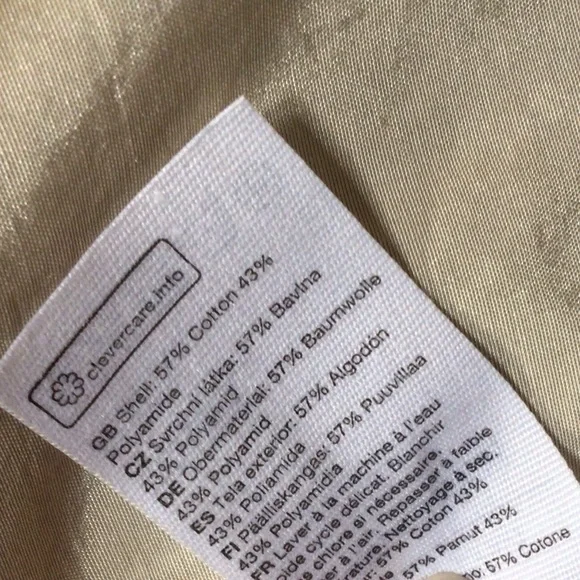 clevercare.info
GB Shell: 57% Cotton 43%
Polyamide
CZ Svrchní látka: 57% Bavlna
43% Polyamid
DE Obermaterial: 57% Baumwolle
43% Polyamid
ES Tela exterior: 57% Algodón
43% Poliamida
FI Päälliskangas: 57% Puuvillaa
43% Polyamidia
FR Laver à la machine à l'eau
cycle délicat. Blanchir
chlore si nécessaire.
à l'air. Repasser à faible
Nettoyage à sec.
57% Coton 43%
57% Pamut 43%
57% Cotone